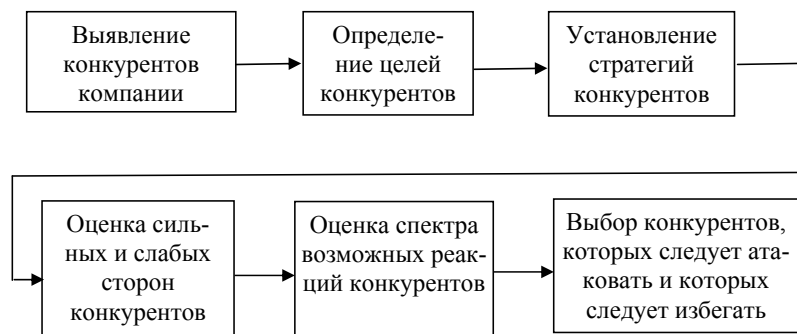 Выявление
конкурентов
компании
Определе-
ние целей
конкурентов
Установление
стратегий
конкурентов
Оценка силь-
ных и слабых
сторон
конкурентов
Оценка спектра
возможных реак-
ций конкурентов
Выбор конкурентов,
которых следует ата-
ковать и которых
следует избегать